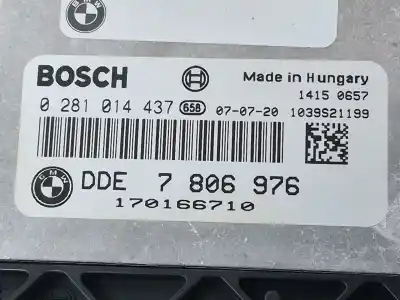 BOSCH
Made in Hungary
1415 0657
0 281 014 437 658 07-07-20 1039S21199
BMW DDE 7 806 976
170166710